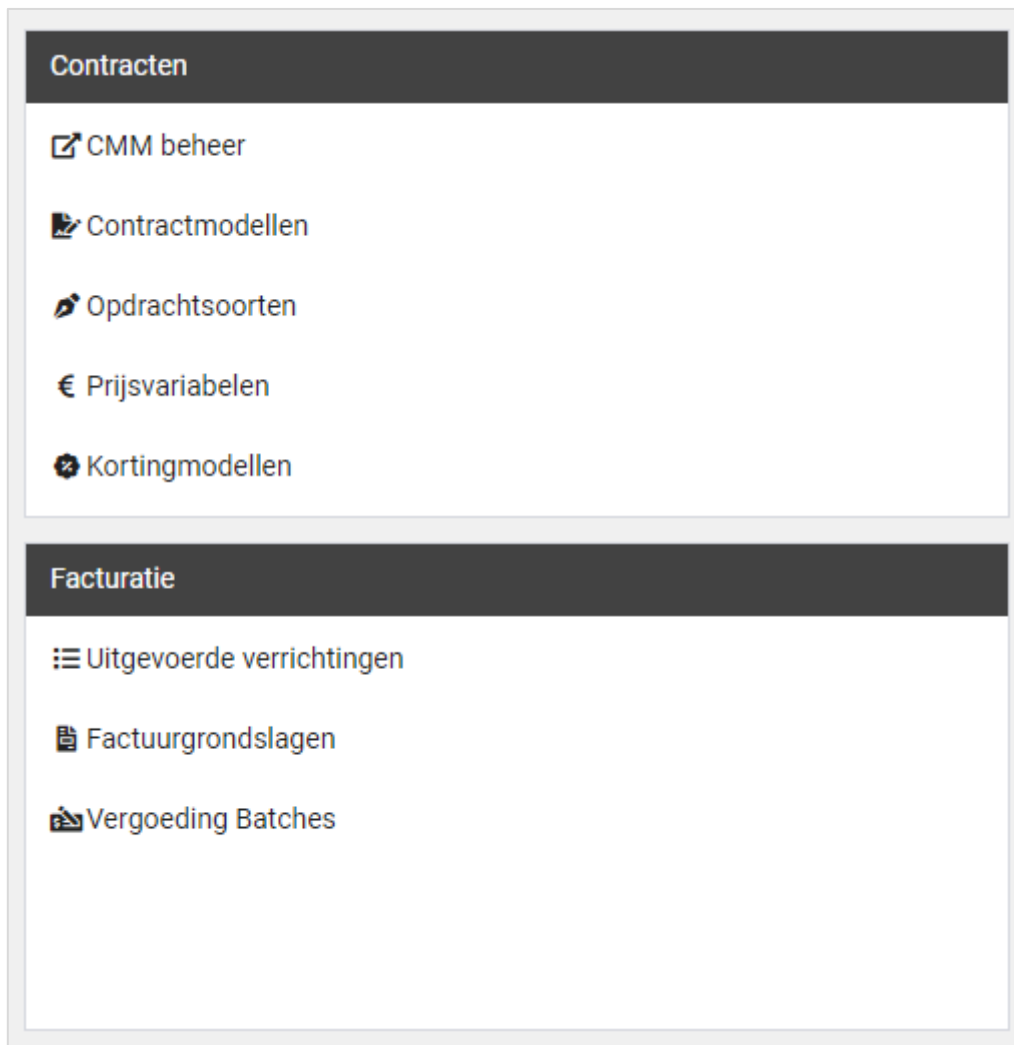 Contracten
CMM beheer
Contractmodellen
Opdrachtsoorten
Prijsvariabelen
Kortingmodellen
Facturatie
Uitgevoerde verrichtingen
Factuurgrondslagen
Vergoeding Batches